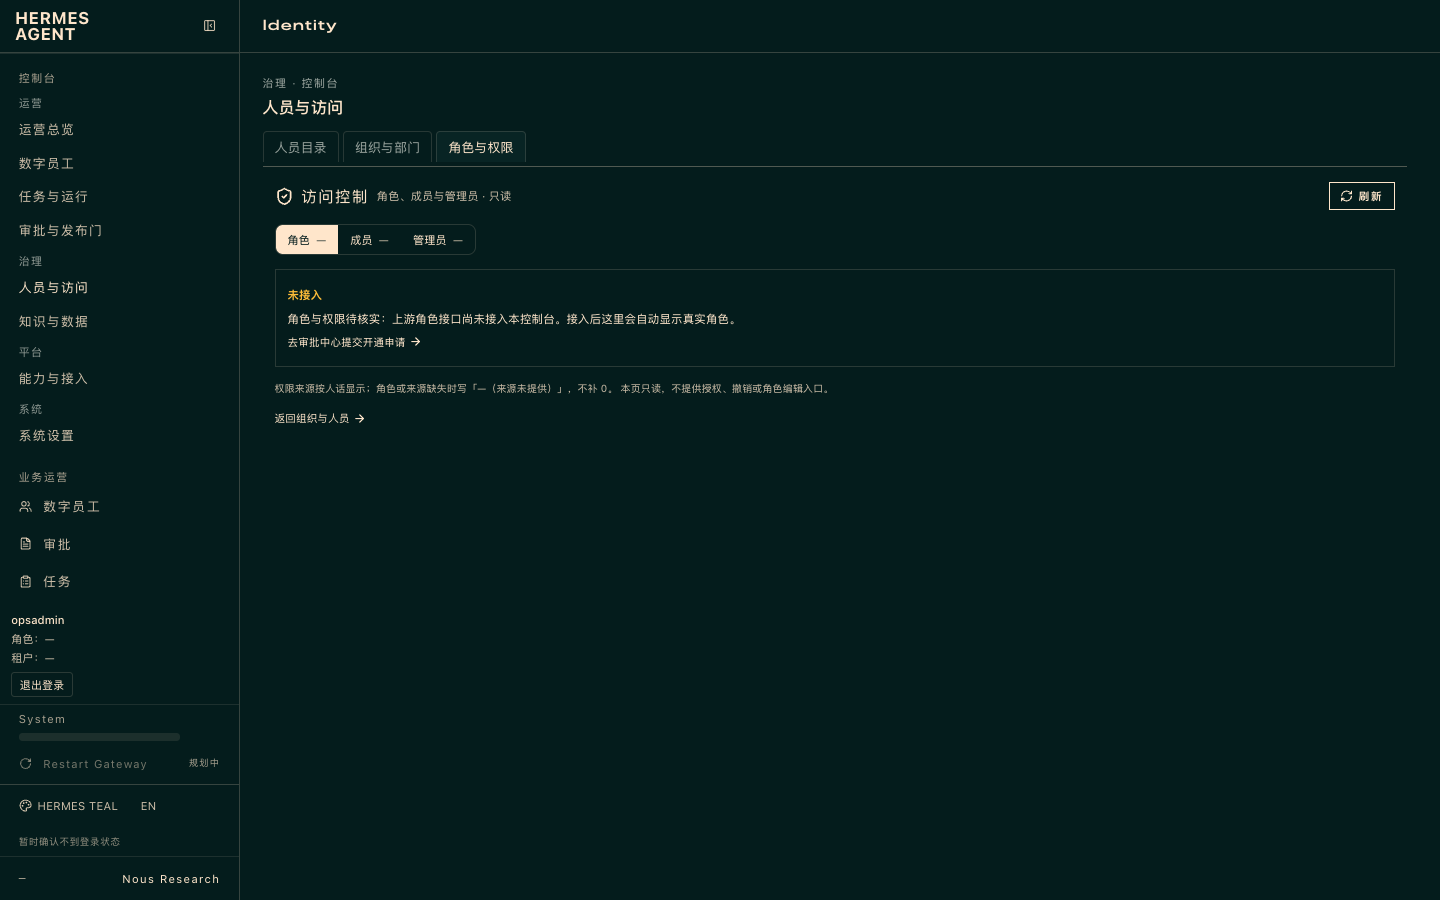 HERMES
AGENT
控制台
运营
运营总览
数字员工
任务与运行
审批与发布门
治理
人员与访问
知识与数据
平台
能力与接入
系统
系统设置
业务运营
数字员工
审批
任务
opsadmin
角色: —
租户: —
退出登录
System
Restart Gateway 规划中
HERMES TEAL EN
暂时确认不到登录状态
— Nous Research
Identity
治理 · 控制台
人员与访问
人员目录 组织与部门 角色与权限
访问控制 角色、成员与管理员 · 只读 刷新
角色 — 成员 — 管理员 —
未接入
角色与权限待核实：上游角色接口尚未接入本控制台。接入后这里会自动显示真实角色。
去审批中心提交开通申请 →
权限来源按人话显示；角色或来源缺失时写「—（来源未提供）」，不补 0。 本页只读，不提供授权、撤销或角色编辑入口。
返回组织与人员 →